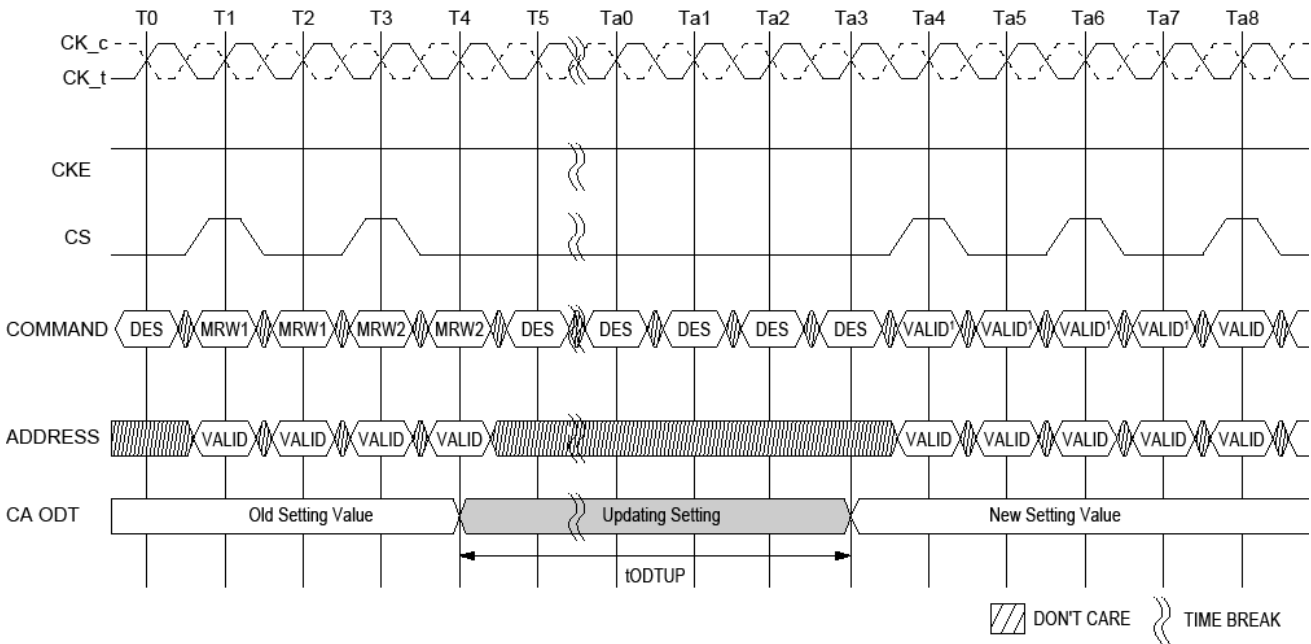 T0 T1 T2 T3 T4 T5 Ta0 Ta1 Ta2 Ta3 Ta4 Ta5 Ta6 Ta7 Ta8
CK_c
CK_t
CKE
CS
COMMAND DES MRW1 MRW1 MRW2 MRW2 DES DES DES DES DES VALID¹ VALID¹ VALID¹ VALID¹ VALID
ADDRESS VALID VALID VALID VALID VALID VALID VALID VALID VALID
CA ODT Old Setting Value Updating Setting New Setting Value
tODTUP
DON'T CARE TIME BREAK